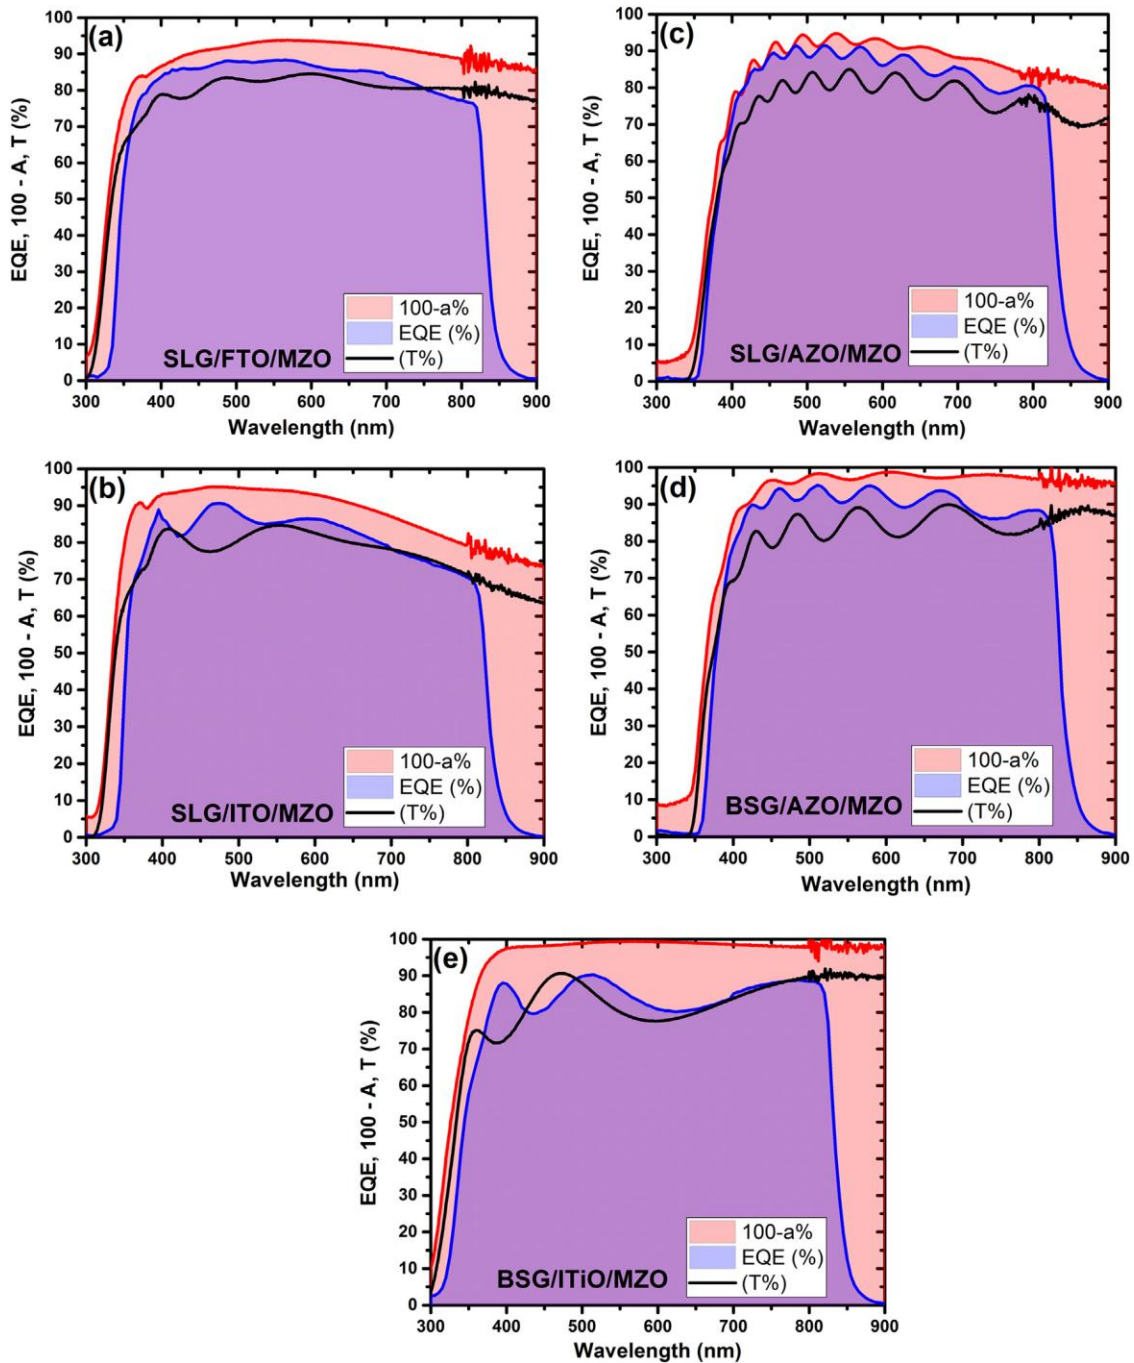 (a)
EQE, 100 - A, T (%)
100
90
80
70
60
50
40
30
20
10
0
100-a%
EQE (%)
(T%)
SLG/FTO/MZO
300 400 500 600 700 800 900
Wavelength (nm)
(c)
EQE, 100 - A, T (%)
100
90
80
70
60
50
40
30
20
10
0
100-a%
EQE (%)
(T%)
SLG/AZO/MZO
300 400 500 600 700 800 900
Wavelength (nm)
(b)
EQE, 100 - A, T (%)
100
90
80
70
60
50
40
30
20
10
0
100-a%
EQE (%)
(T%)
SLG/ITO/MZO
300 400 500 600 700 800 900
Wavelength (nm)
(d)
EQE, 100 - A, T (%)
100
90
80
70
60
50
40
30
20
10
0
100-a%
EQE (%)
(T%)
BSG/AZO/MZO
300 400 500 600 700 800 900
Wavelength (nm)
(e)
EQE, 100 - A, T (%)
100
90
80
70
60
50
40
30
20
10
0
100-a%
EQE (%)
(T%)
BSG/ITiO/MZO
300 400 500 600 700 800 900
Wavelength (nm)